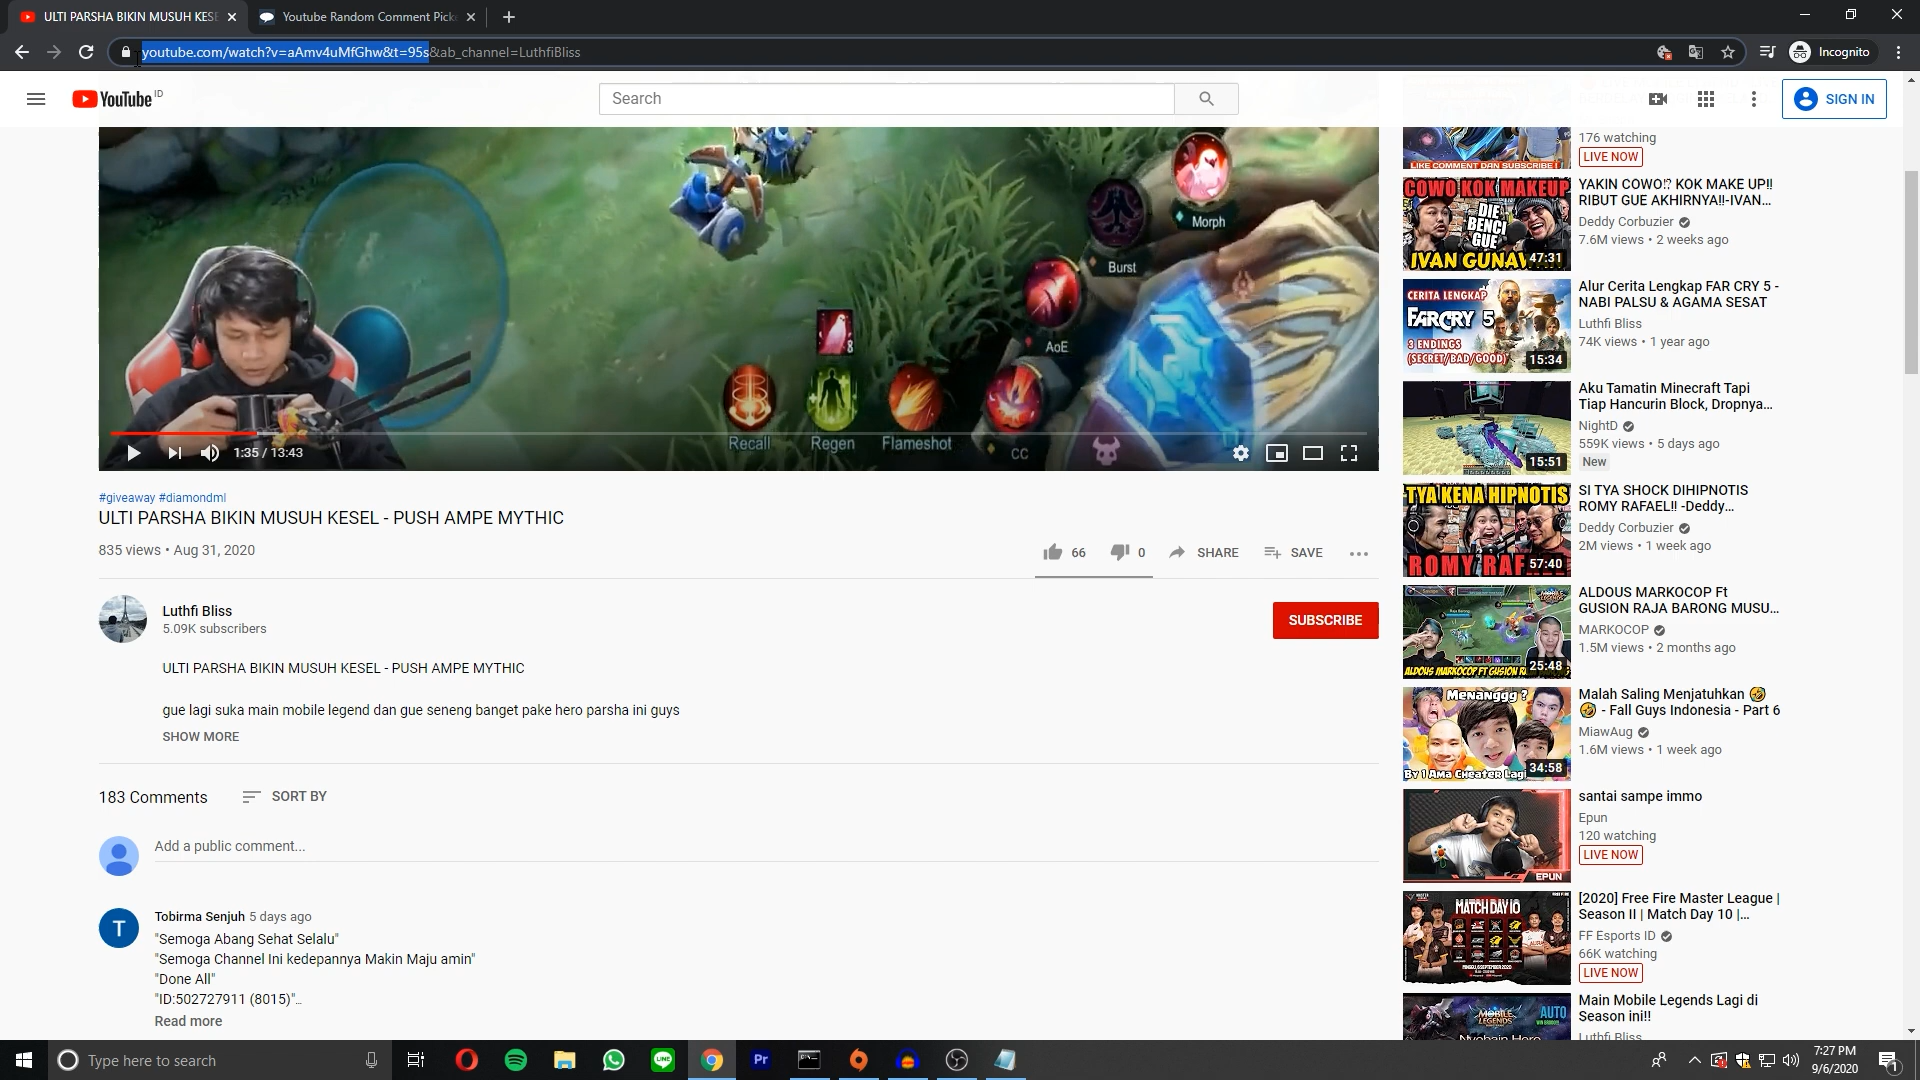 ULTI PARSHA BIKIN MUSUH KESE
Youtube Random Comment Picke
youtube.com/watch?v=aAmv4uMfGhw&t=95s&ab_channel=LuthfiBliss
Incognito
YouTube ID
Search
SIGN IN
Morph
Burst
AoE
8
Recall
Regen
Flameshot
CC
1:35 / 13:43
#giveaway #diamondml
ULTI PARSHA BIKIN MUSUH KESEL - PUSH AMPE MYTHIC
835 views • Aug 31, 2020
66
0
SHARE
SAVE
Luthfi Bliss
5.09K subscribers
SUBSCRIBE
ULTI PARSHA BIKIN MUSUH KESEL - PUSH AMPE MYTHIC
gue lagi suka main mobile legend dan gue seneng banget pake hero parsha ini guys
SHOW MORE
183 Comments
SORT BY
Add a public comment...
Tobirma Senjuh 5 days ago
"Semoga Abang Sehat Selalu"
"Semoga Channel Ini kedepannya Makin Maju amin"
"Done All"
"ID:502727911 (8015)"...
Read more
LIKE COMMENT DAN SUBSCRIBE !
176 watching
LIVE NOW
COWO KOK MAKEUP
DIE
BENCI
GUE
IVAN GUNAWAN
47:31
YAKIN COWO!? KOK MAKE UP!!
RIBUT GUE AKHIRNYA!!-IVAN...
Deddy Corbuzier
7.6M views • 2 weeks ago
CERITA LENGKAP
FARCRY 5
3 ENDINGS
(SECRET/BAD/GOOD)
15:34
Alur Cerita Lengkap FAR CRY 5 -
NABI PALSU & AGAMA SESAT
Luthfi Bliss
74K views • 1 year ago
15:51
Aku Tamatin Minecraft Tapi
Tiap Hancurin Block, Dropnya...
NightD
559K views • 5 days ago
New
TYA KENA HIPNOTIS
ROMY RAF
57:40
SI TYA SHOCK DIHIPNOTIS
ROMY RAFAEL!! -Deddy...
Deddy Corbuzier
2M views • 1 week ago
ALDOUS MARKOCOP FT GUSION
25:48
ALDOUS MARKOCOP Ft
GUSION RAJA BARONG MUSU...
MARKOCOP
1.5M views • 2 months ago
Menanggg ?
By 1 Ama Cheater Lagi
34:58
Malah Saling Menjatuhkan 🤣
🤣 - Fall Guys Indonesia - Part 6
MiawAug
1.6M views • 1 week ago
EPUN
santai sampe immo
Epun
120 watching
LIVE NOW
MATCH DAY 10
[2020] Free Fire Master League |
Season II | Match Day 10 |...
FF Esports ID
66K watching
LIVE NOW
MOBILE
LEGENDS
AUTO
Main Mobile Legends Lagi di
Season ini!!
Luthfi Bliss
Type here to search
Pr
LINE
7:27 PM
9/6/2020
1